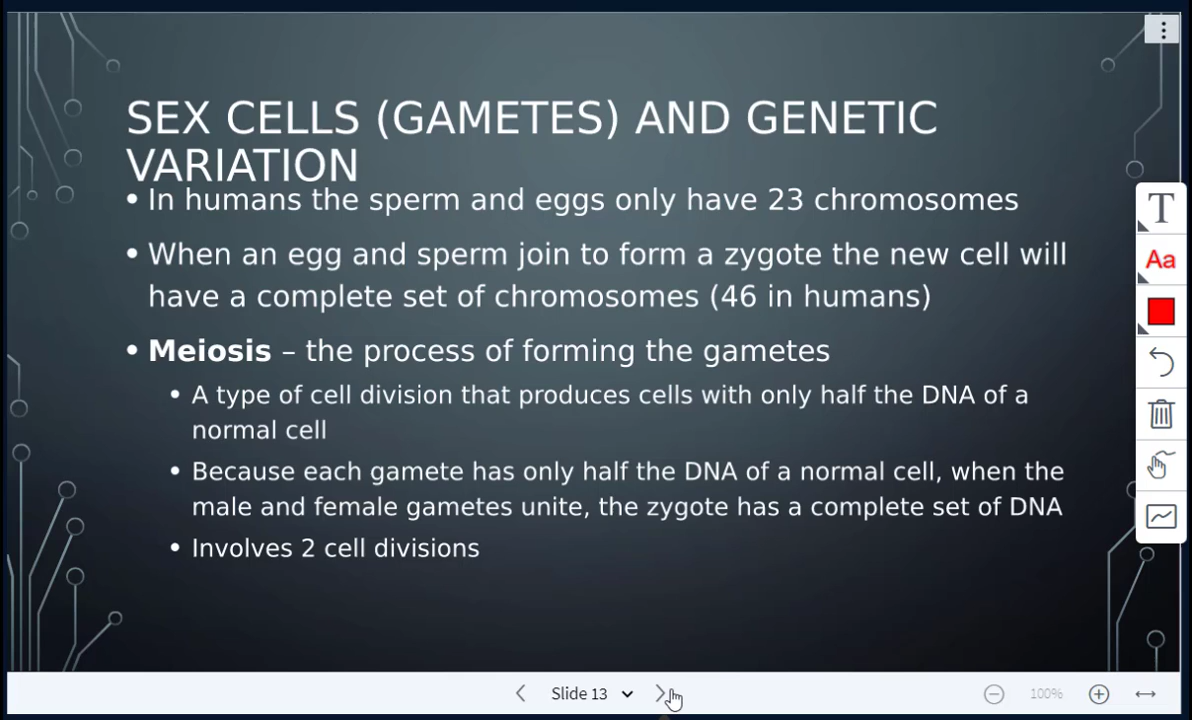 SEX CELLS (GAMETES) AND GENETIC
VARIATION
• In humans the sperm and eggs only have 23 chromosomes
• When an egg and sperm join to form a zygote the new cell will
have a complete set of chromosomes (46 in humans)
• Meiosis – the process of forming the gametes
• A type of cell division that produces cells with only half the DNA of a
normal cell
• Because each gamete has only half the DNA of a normal cell, when the
male and female gametes unite, the zygote has a complete set of DNA
• Involves 2 cell divisions
T
Aa
Slide 13
100%